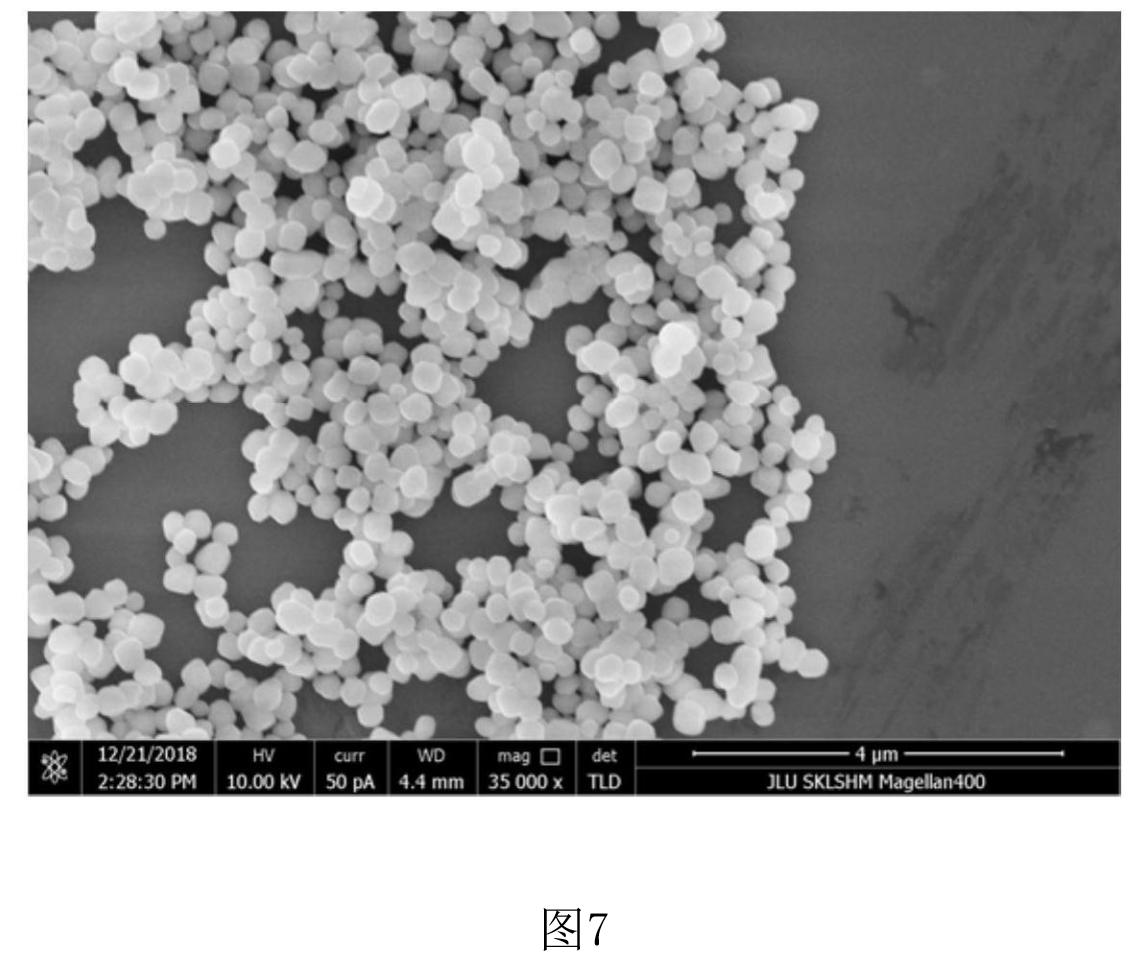 12/21/2018 HV curr WD mag det 4 µm
2:28:30 PM 10.00 kV 50 pA 4.4 mm 35 000 x TLD JLU SKLSHM Magellan400
图7